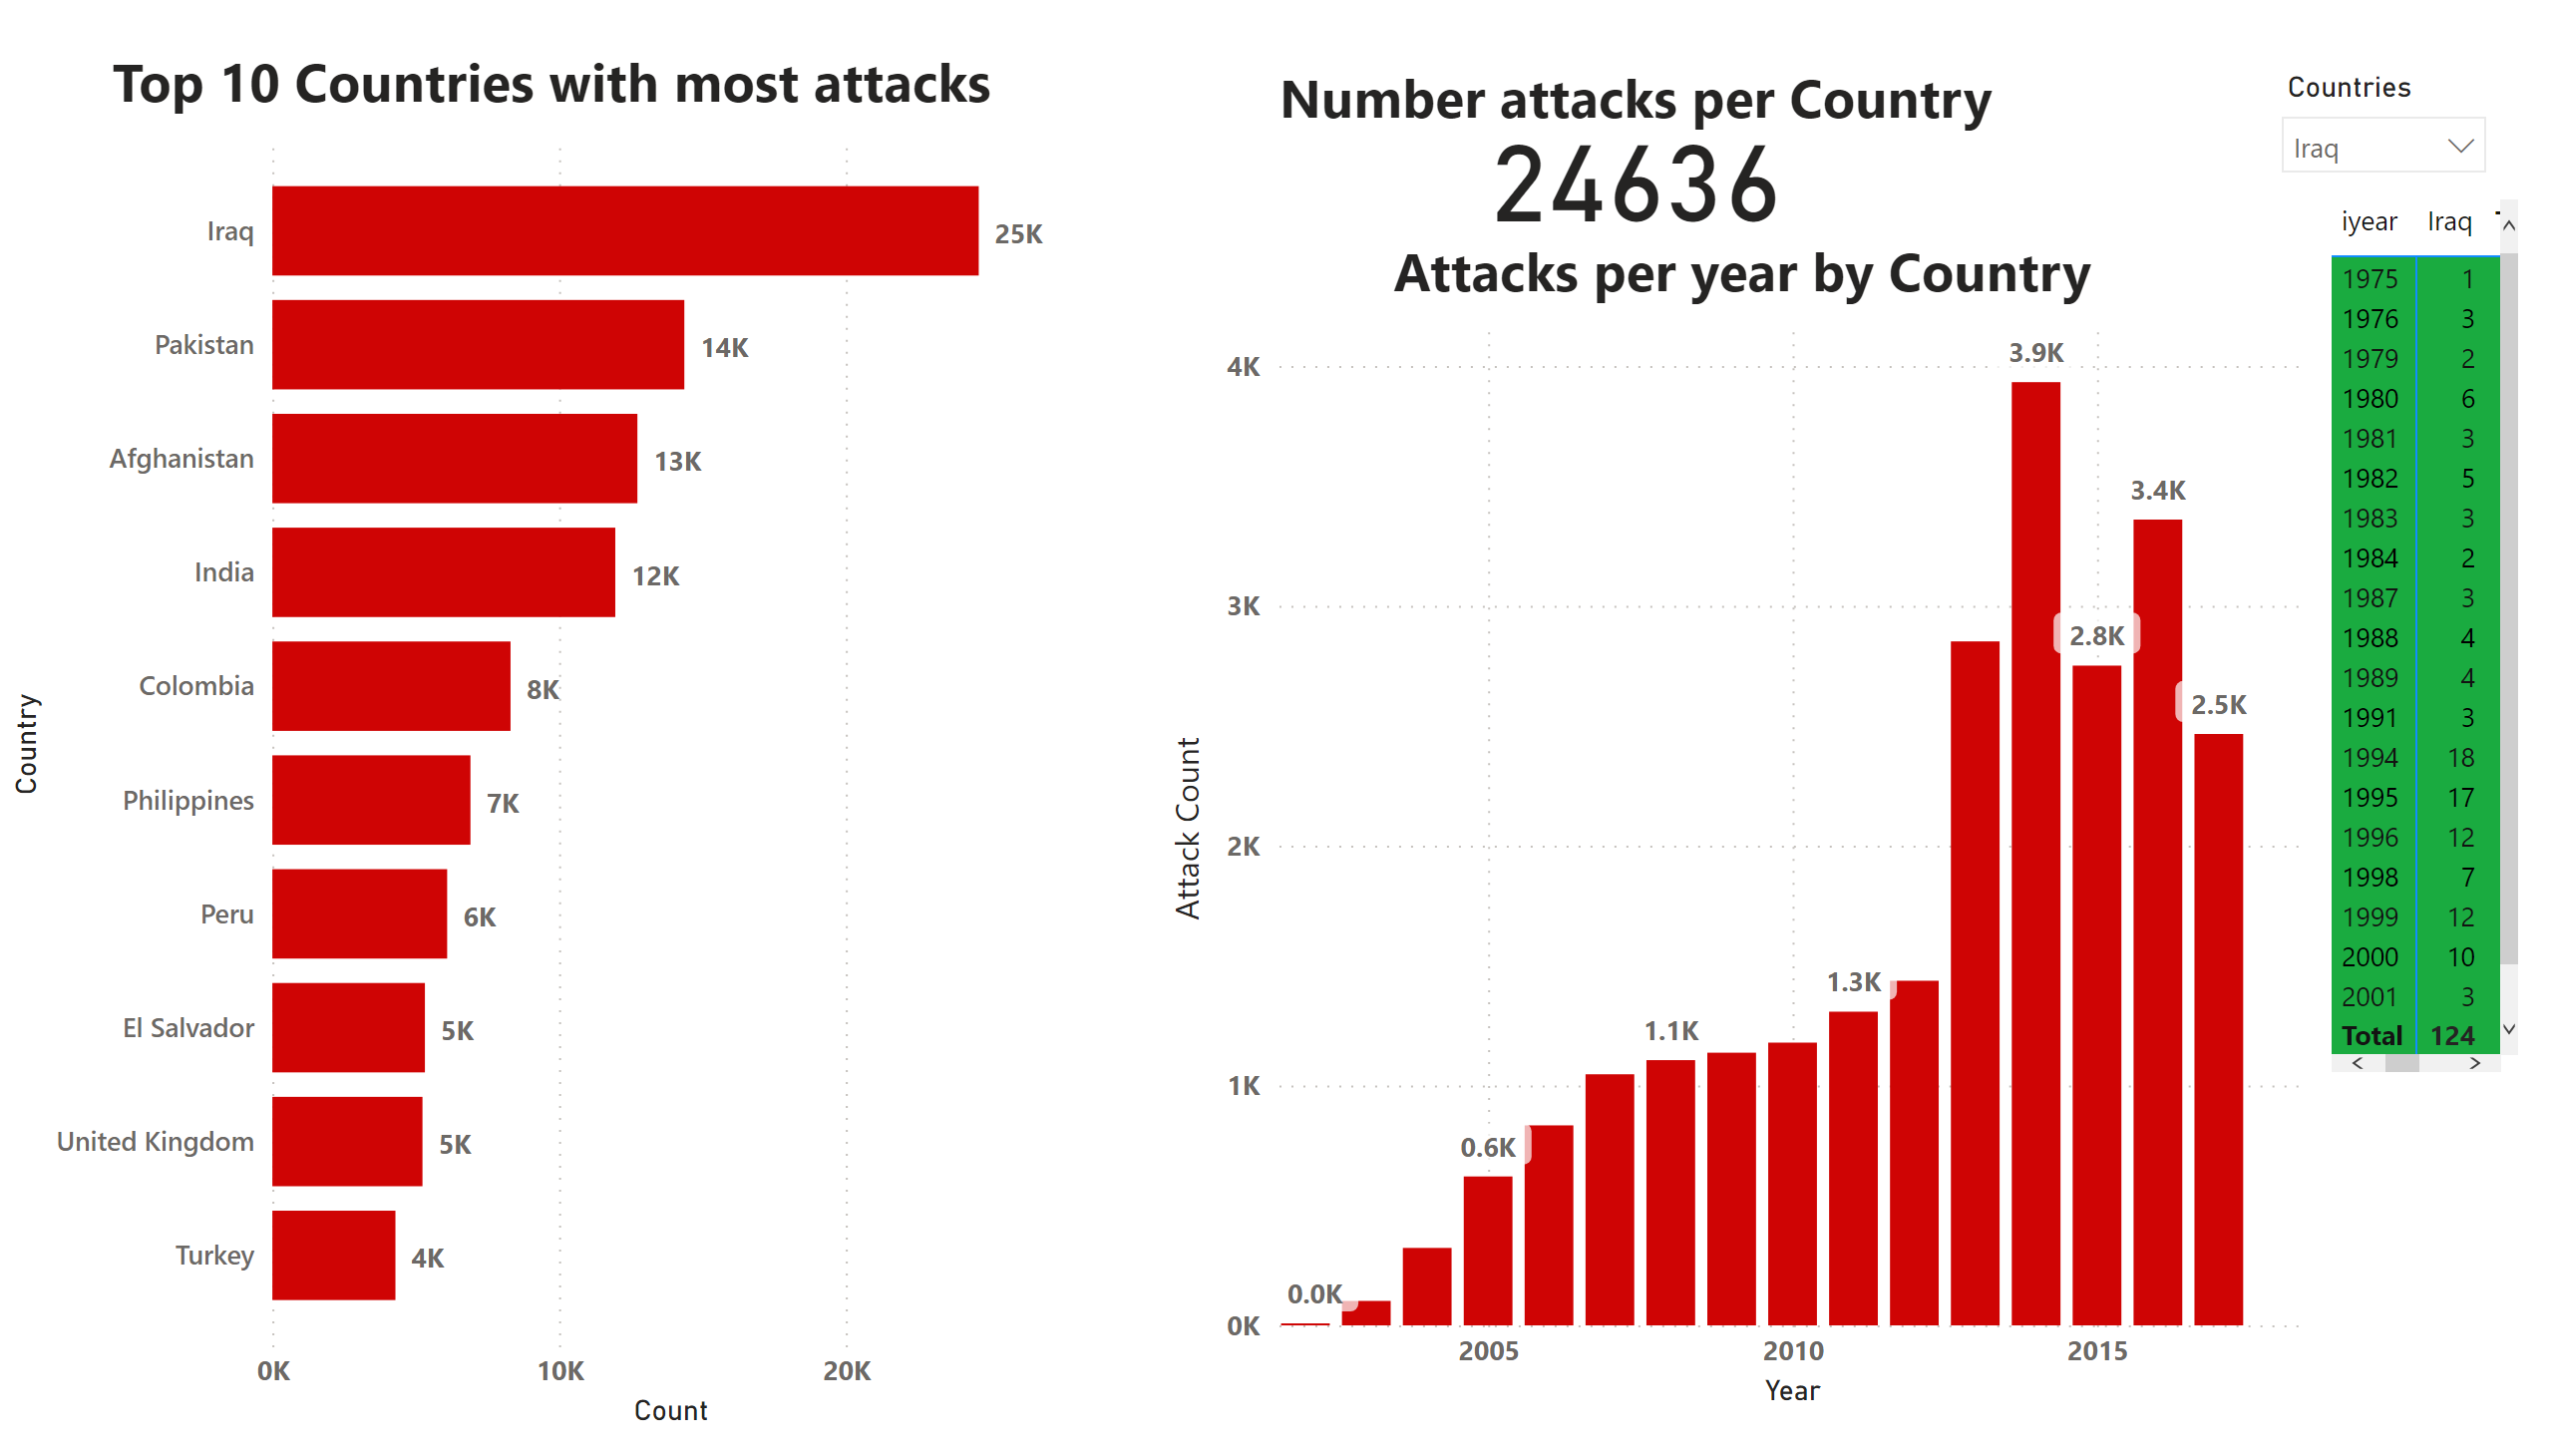 Top 10 Countries with most attacks
Country
Iraq 25K
Pakistan 14K
Afghanistan 13K
India 12K
Colombia 8K
Philippines 7K
Peru 6K
El Salvador 5K
United Kingdom 5K
Turkey 4K
0K 10K 20K
Count
Number attacks per Country
24636
Attacks per year by Country
Attack Count
4K
3K
2K
1K
0K
0.0K
0.6K
1.1K
1.3K
3.9K
2.8K
3.4K
2.5K
2005 2010 2015
Year
Countries
Iraq
iyear Iraq
1975 1
1976 3
1979 2
1980 6
1981 3
1982 5
1983 3
1984 2
1987 3
1988 4
1989 4
1991 3
1994 18
1995 17
1996 12
1998 7
1999 12
2000 10
2001 3
Total 124